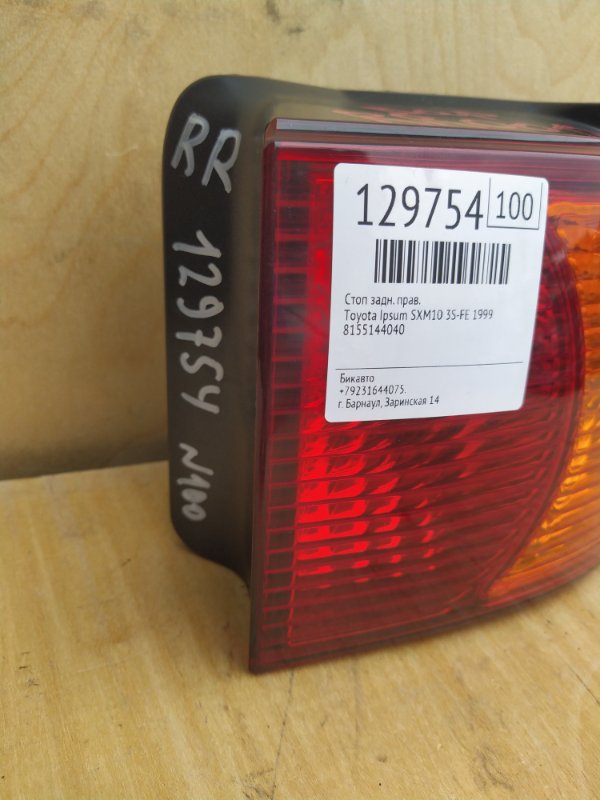 RR
129754
N100
129754 100
Стоп задн. прав.
Toyota Ipsum SXM10 3S-FE 1999
8155144040
Бикавто
+79231644075.
г. Барнаул, Заринская 14